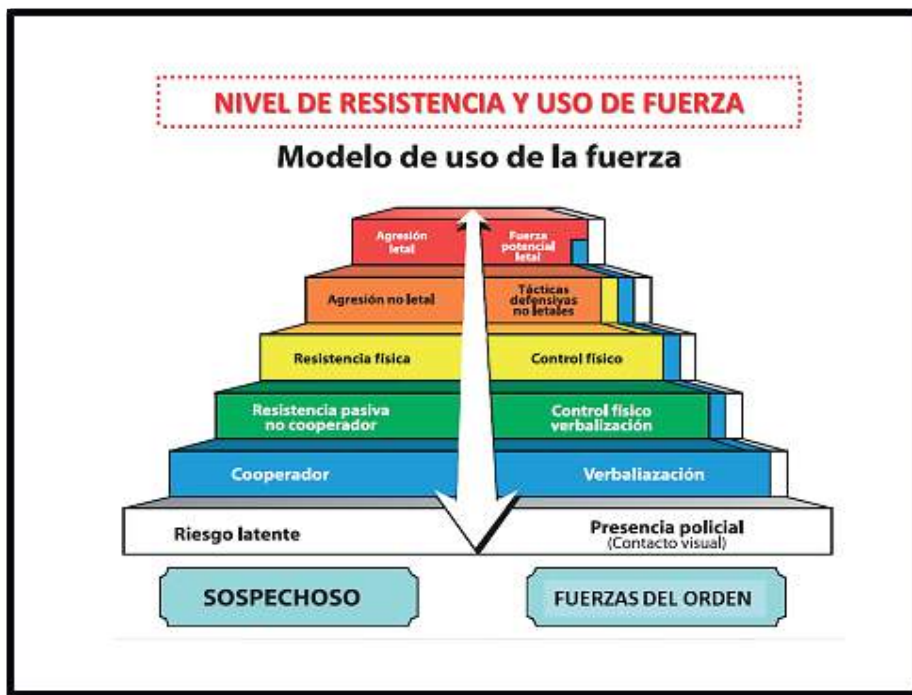 NIVEL DE RESISTENCIA Y USO DE FUERZA
Modelo de uso de la fuerza
Agresión
letal
Fuerza
potencial
letal
Agresión no letal
Tácticas
defensivas
no letales
Resistencia física
Control físico
Resistencia pasiva
no cooperador
Control físico
verbalización
Cooperador
Verbaliazación
Riesgo latente
Presencia policial
(Contacto visual)
SOSPECHOSO
FUERZAS DEL ORDEN